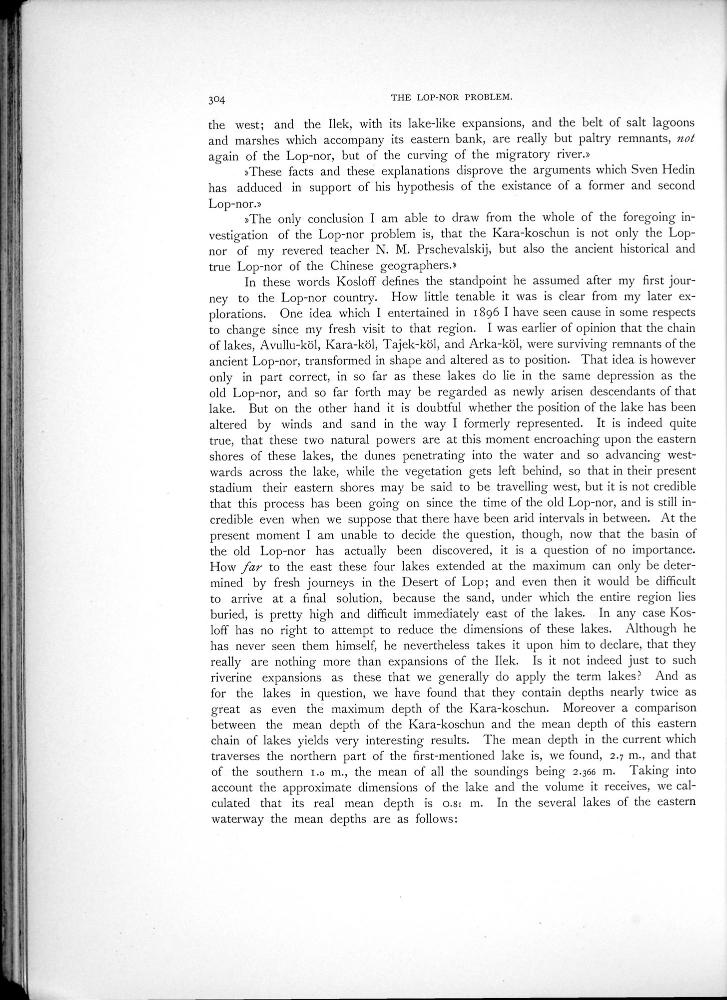 304
THE LOP-NOR PROBLEM.
the west; and the Ilek, with its lake-like expansions, and the belt of salt lagoons
and marshes which accompany its eastern bank, are really but paltry remnants, not
again of the Lop-nor, but of the curving of the migratory river.»
»These facts and these explanations disprove the arguments which Sven Hedin
has adduced in support of his hypothesis of the existance of a former and second
Lop-nor.»
»The only conclusion I am able to draw from the whole of the foregoing in-
vestigation of the Lop-nor problem is, that the Kara-koschun is not only the Lop-
nor of my revered teacher N. M. Prschevalskij, but also the ancient historical and
true Lop-nor of the Chinese geographers.»
In these words Kosloff defines the standpoint he assumed after my first jour-
ney to the Lop-nor country. How little tenable it was is clear from my later ex-
plorations. One idea which I entertained in 1896 I have seen cause in some respects
to change since my fresh visit to that region. I was earlier of opinion that the chain
of lakes, Avullu-köl, Kara-köl, Tajek-köl, and Arka-köl, were surviving remnants of the
ancient Lop-nor, transformed in shape and altered as to position. That idea is however
only in part correct, in so far as these lakes do lie in the same depression as the
old Lop-nor, and so far forth may be regarded as newly arisen descendants of that
lake. But on the other hand it is doubtful whether the position of the lake has been
altered by winds and sand in the way I formerly represented. It is indeed quite
true, that these two natural powers are at this moment encroaching upon the eastern
shores of these lakes, the dunes penetrating into the water and so advancing west-
wards across the lake, while the vegetation gets left behind, so that in their present
stadium their eastern shores may be said to be travelling west, but it is not credible
that this process has been going on since the time of the old Lop-nor, and is still in-
credible even when we suppose that there have been arid intervals in between. At the
present moment I am unable to decide the question, though, now that the basin of
the old Lop-nor has actually been discovered, it is a question of no importance.
How far to the east these four lakes extended at the maximum can only be deter-
mined by fresh journeys in the Desert of Lop; and even then it would be difficult
to arrive at a final solution, because the sand, under which the entire region lies
buried, is pretty high and difficult immediately east of the lakes. In any case Kos-
loff has no right to attempt to reduce the dimensions of these lakes. Although he
has never seen them himself, he nevertheless takes it upon him to declare, that they
really are nothing more than expansions of the Ilek. Is it not indeed just to such
riverine expansions as these that we generally do apply the term lakes? And as
for the lakes in question, we have found that they contain depths nearly twice as
great as even the maximum depth of the Kara-koschun. Moreover a comparison
between the mean depth of the Kara-koschun and the mean depth of this eastern
chain of lakes yields very interesting results. The mean depth in the current which
traverses the northern part of the first-mentioned lake is, we found, 2.7 m., and that
of the southern 1.0 m., the mean of all the soundings being 2.366 m. Taking into
account the approximate dimensions of the lake and the volume it receives, we cal-
culated that its real mean depth is 0.81 m. In the several lakes of the eastern
waterway the mean depths are as follows: